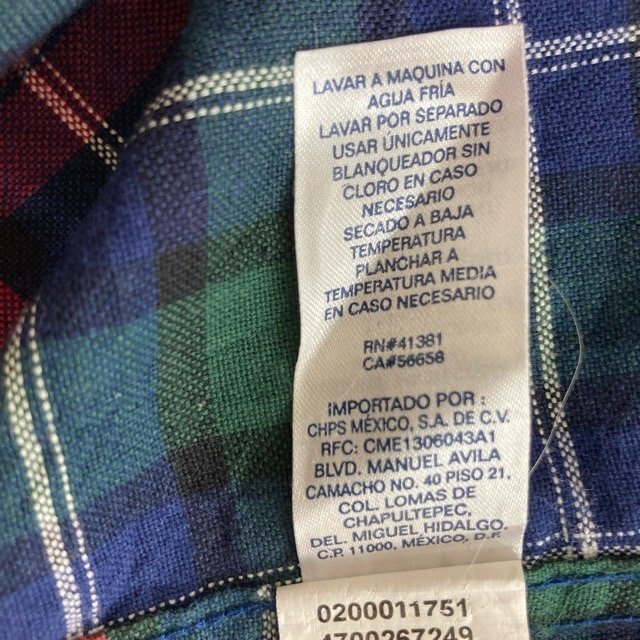 LAVAR A MAQUINA CON
AGUA FRÍA
LAVAR POR SEPARADO
USAR ÚNICAMENTE
BLANQUEADOR SIN
CLORO EN CASO
NECESARIO
SECADO A BAJA
TEMPERATURA
PLANCHAR A
TEMPERATURA MEDIA
EN CASO NECESARIO
RN#41381
CA#56658
IMPORTADO POR :
CHPS MÉXICO, S.A. DE C.V.
RFC: CME1306043A1
BLVD. MANUEL AVILA
CAMACHO NO. 40 PISO 21,
COL. LOMAS DE
CHAPULTEPEC,
DEL. MIGUEL HIDALGO,
C.P. 11000, MÉXICO, D.F.
0200011751
4700267249